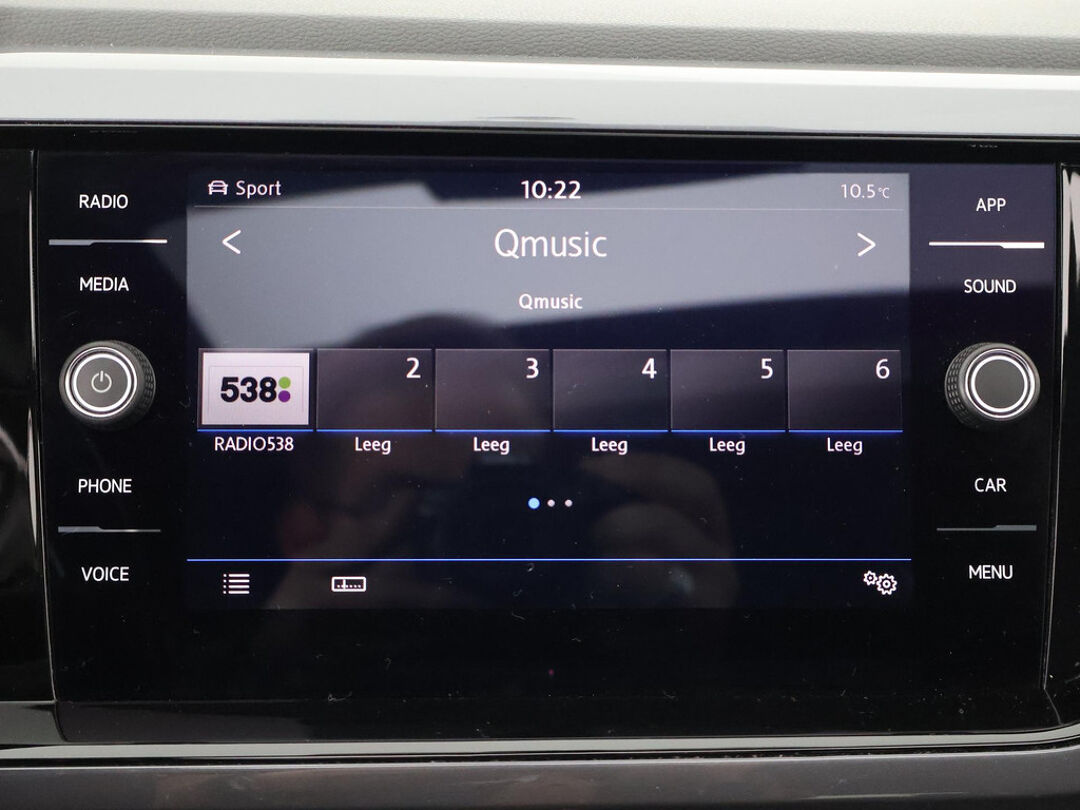 RADIO
MEDIA
PHONE
VOICE
Sport 10:22 10.5°C
< Qmusic >
Qmusic
538 2 3 4 5 6
RADIO538 Leeg Leeg Leeg Leeg Leeg
APP
SOUND
CAR
MENU